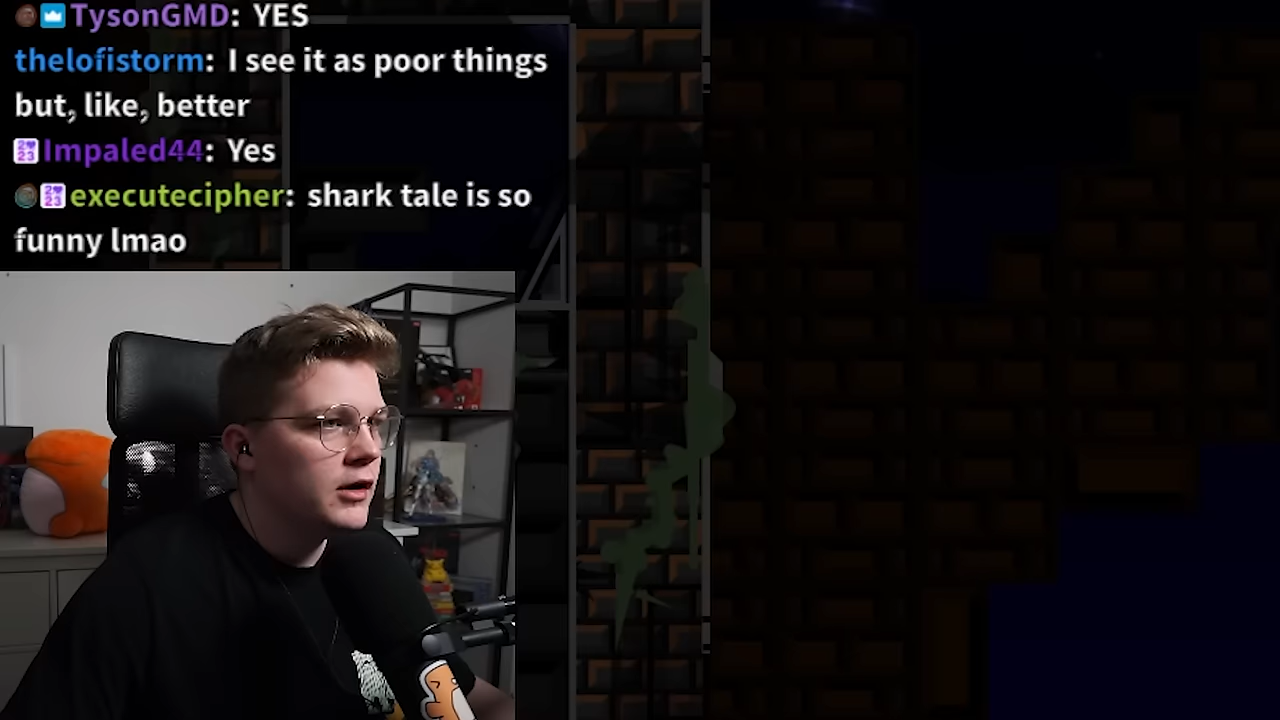 TysonGMD: YES
thelofistorm: I see it as poor things
but, like, better
Impaled44: Yes
executecipher: shark tale is so
funny lmao